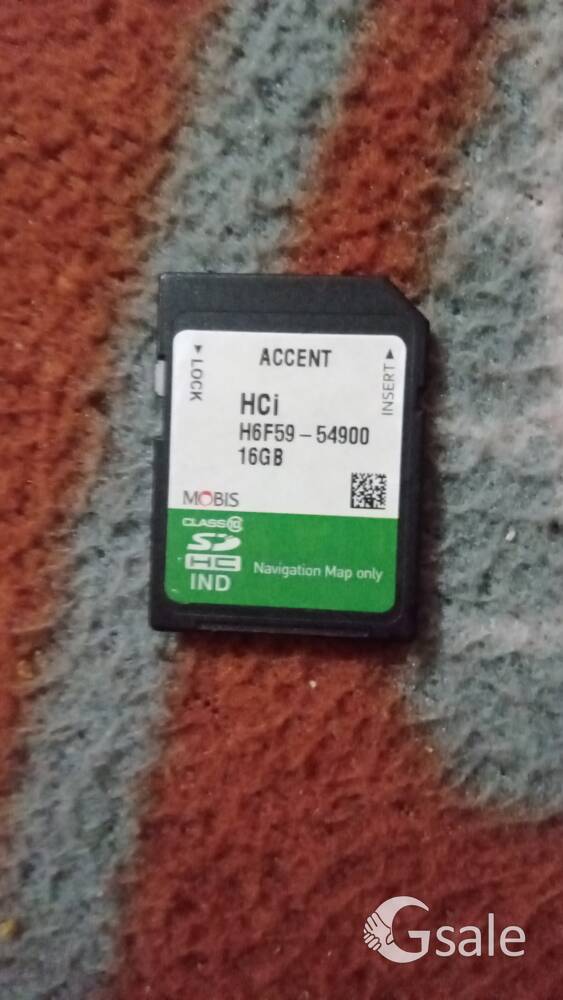 ACCENT
▲LOCK
INSERT▲
HCi
H6F59-54900
16GB
MOBIS
CLASS 10
SD
HC
IND
Navigation Map only
Gsale